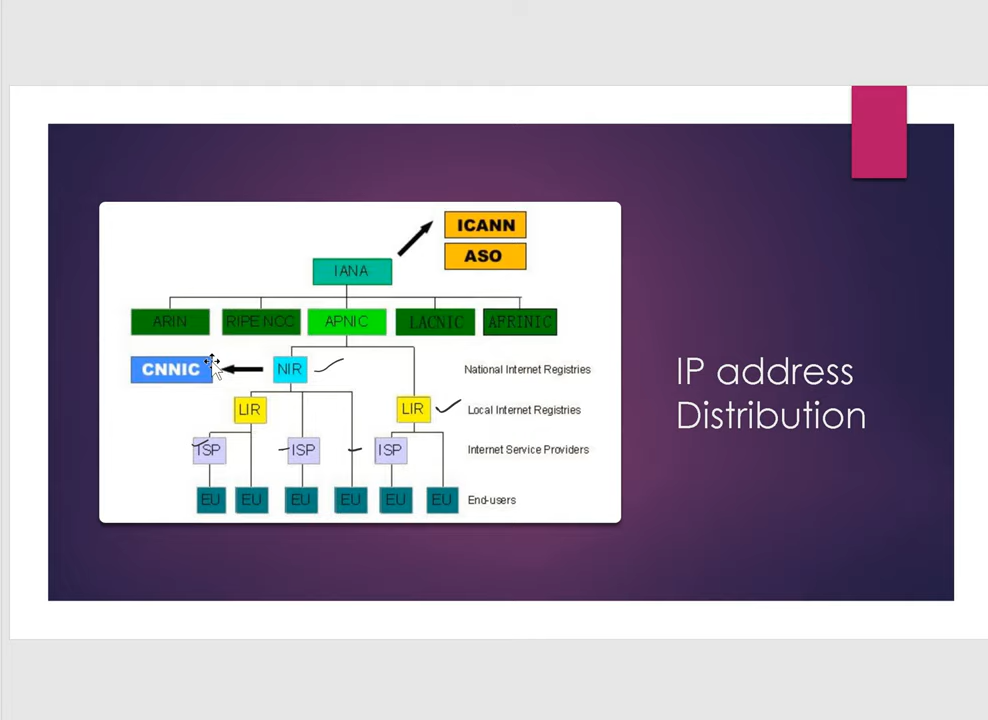 ICANN
ASO
IANA
ARIN RIPE NCC APNIC LACNIC AFRINIC
CNNIC NIR National Internet Registries
LIR LIR Local Internet Registries
ISP ISP ISP Internet Service Providers
EU EU EU EU EU EU End-users
IP address
Distribution